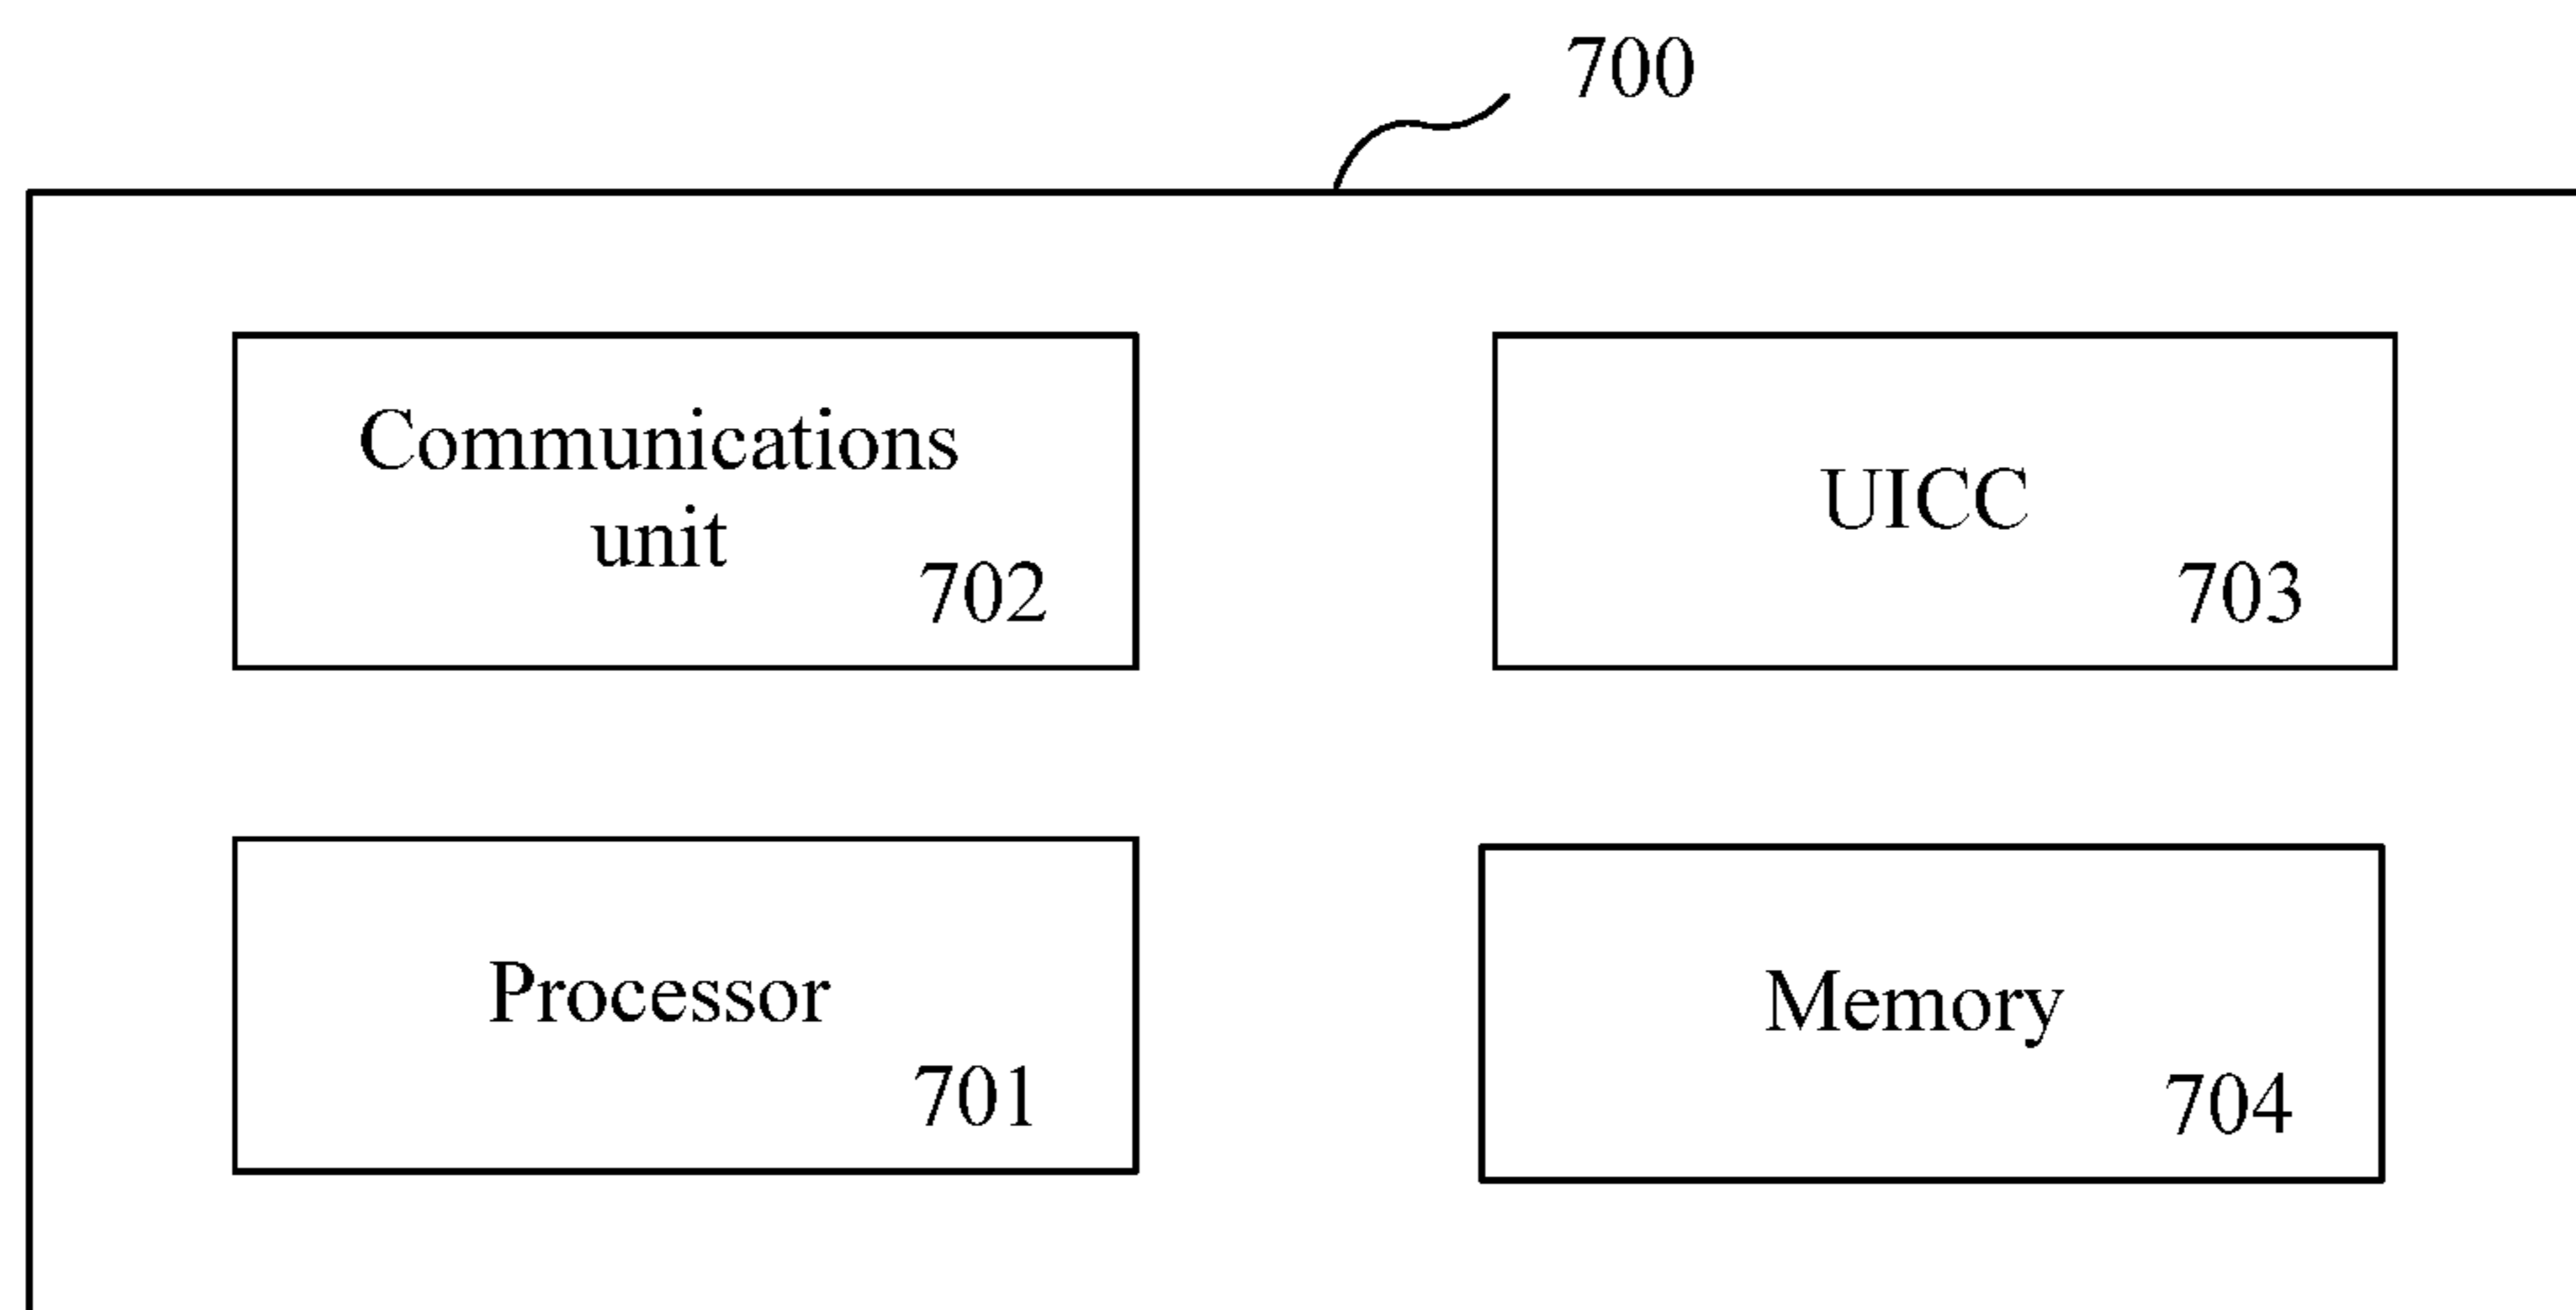 700
Communications
unit
702
UICC
703
Processor
701
Memory
704